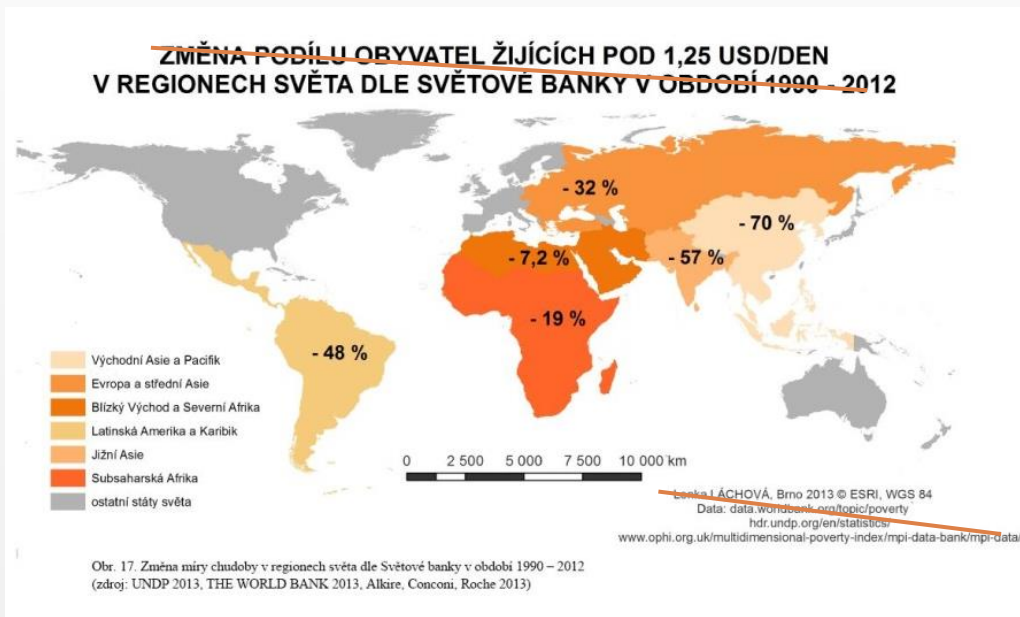 ZMĚNA PODÍLU OBYVATEL ŽIJÍCÍCH POD 1,25 USD/DEN
V REGIONECH SVĚTA DLE SVĚTOVÉ BANKY V OBDOBÍ 1990 - 2012
- 32 %
- 70 %
- 7,2 %
- 57 %
- 19 %
- 48 %
Východní Asie a Pacifik
Evropa a střední Asie
Blízký Východ a Severní Afrika
Latinská Amerika a Karibik
Jižní Asie
Subsaharská Afrika
ostatní státy světa
0 2 500 5 000 7 500 10 000 km
Lenka LÁCHOVÁ, Brno 2013 © ESRI, WGS 84
Data: data.worldbank.org/topic/poverty
hdr.undp.org/en/statistics/
www.ophi.org.uk/multidimensional-poverty-index/mpi-data-bank/mpi-data/
Obr. 17. Změna míry chudoby v regionech světa dle Světové banky v období 1990 – 2012
(zdroj: UNDP 2013, THE WORLD BANK 2013, Alkire, Conconi, Roche 2013)